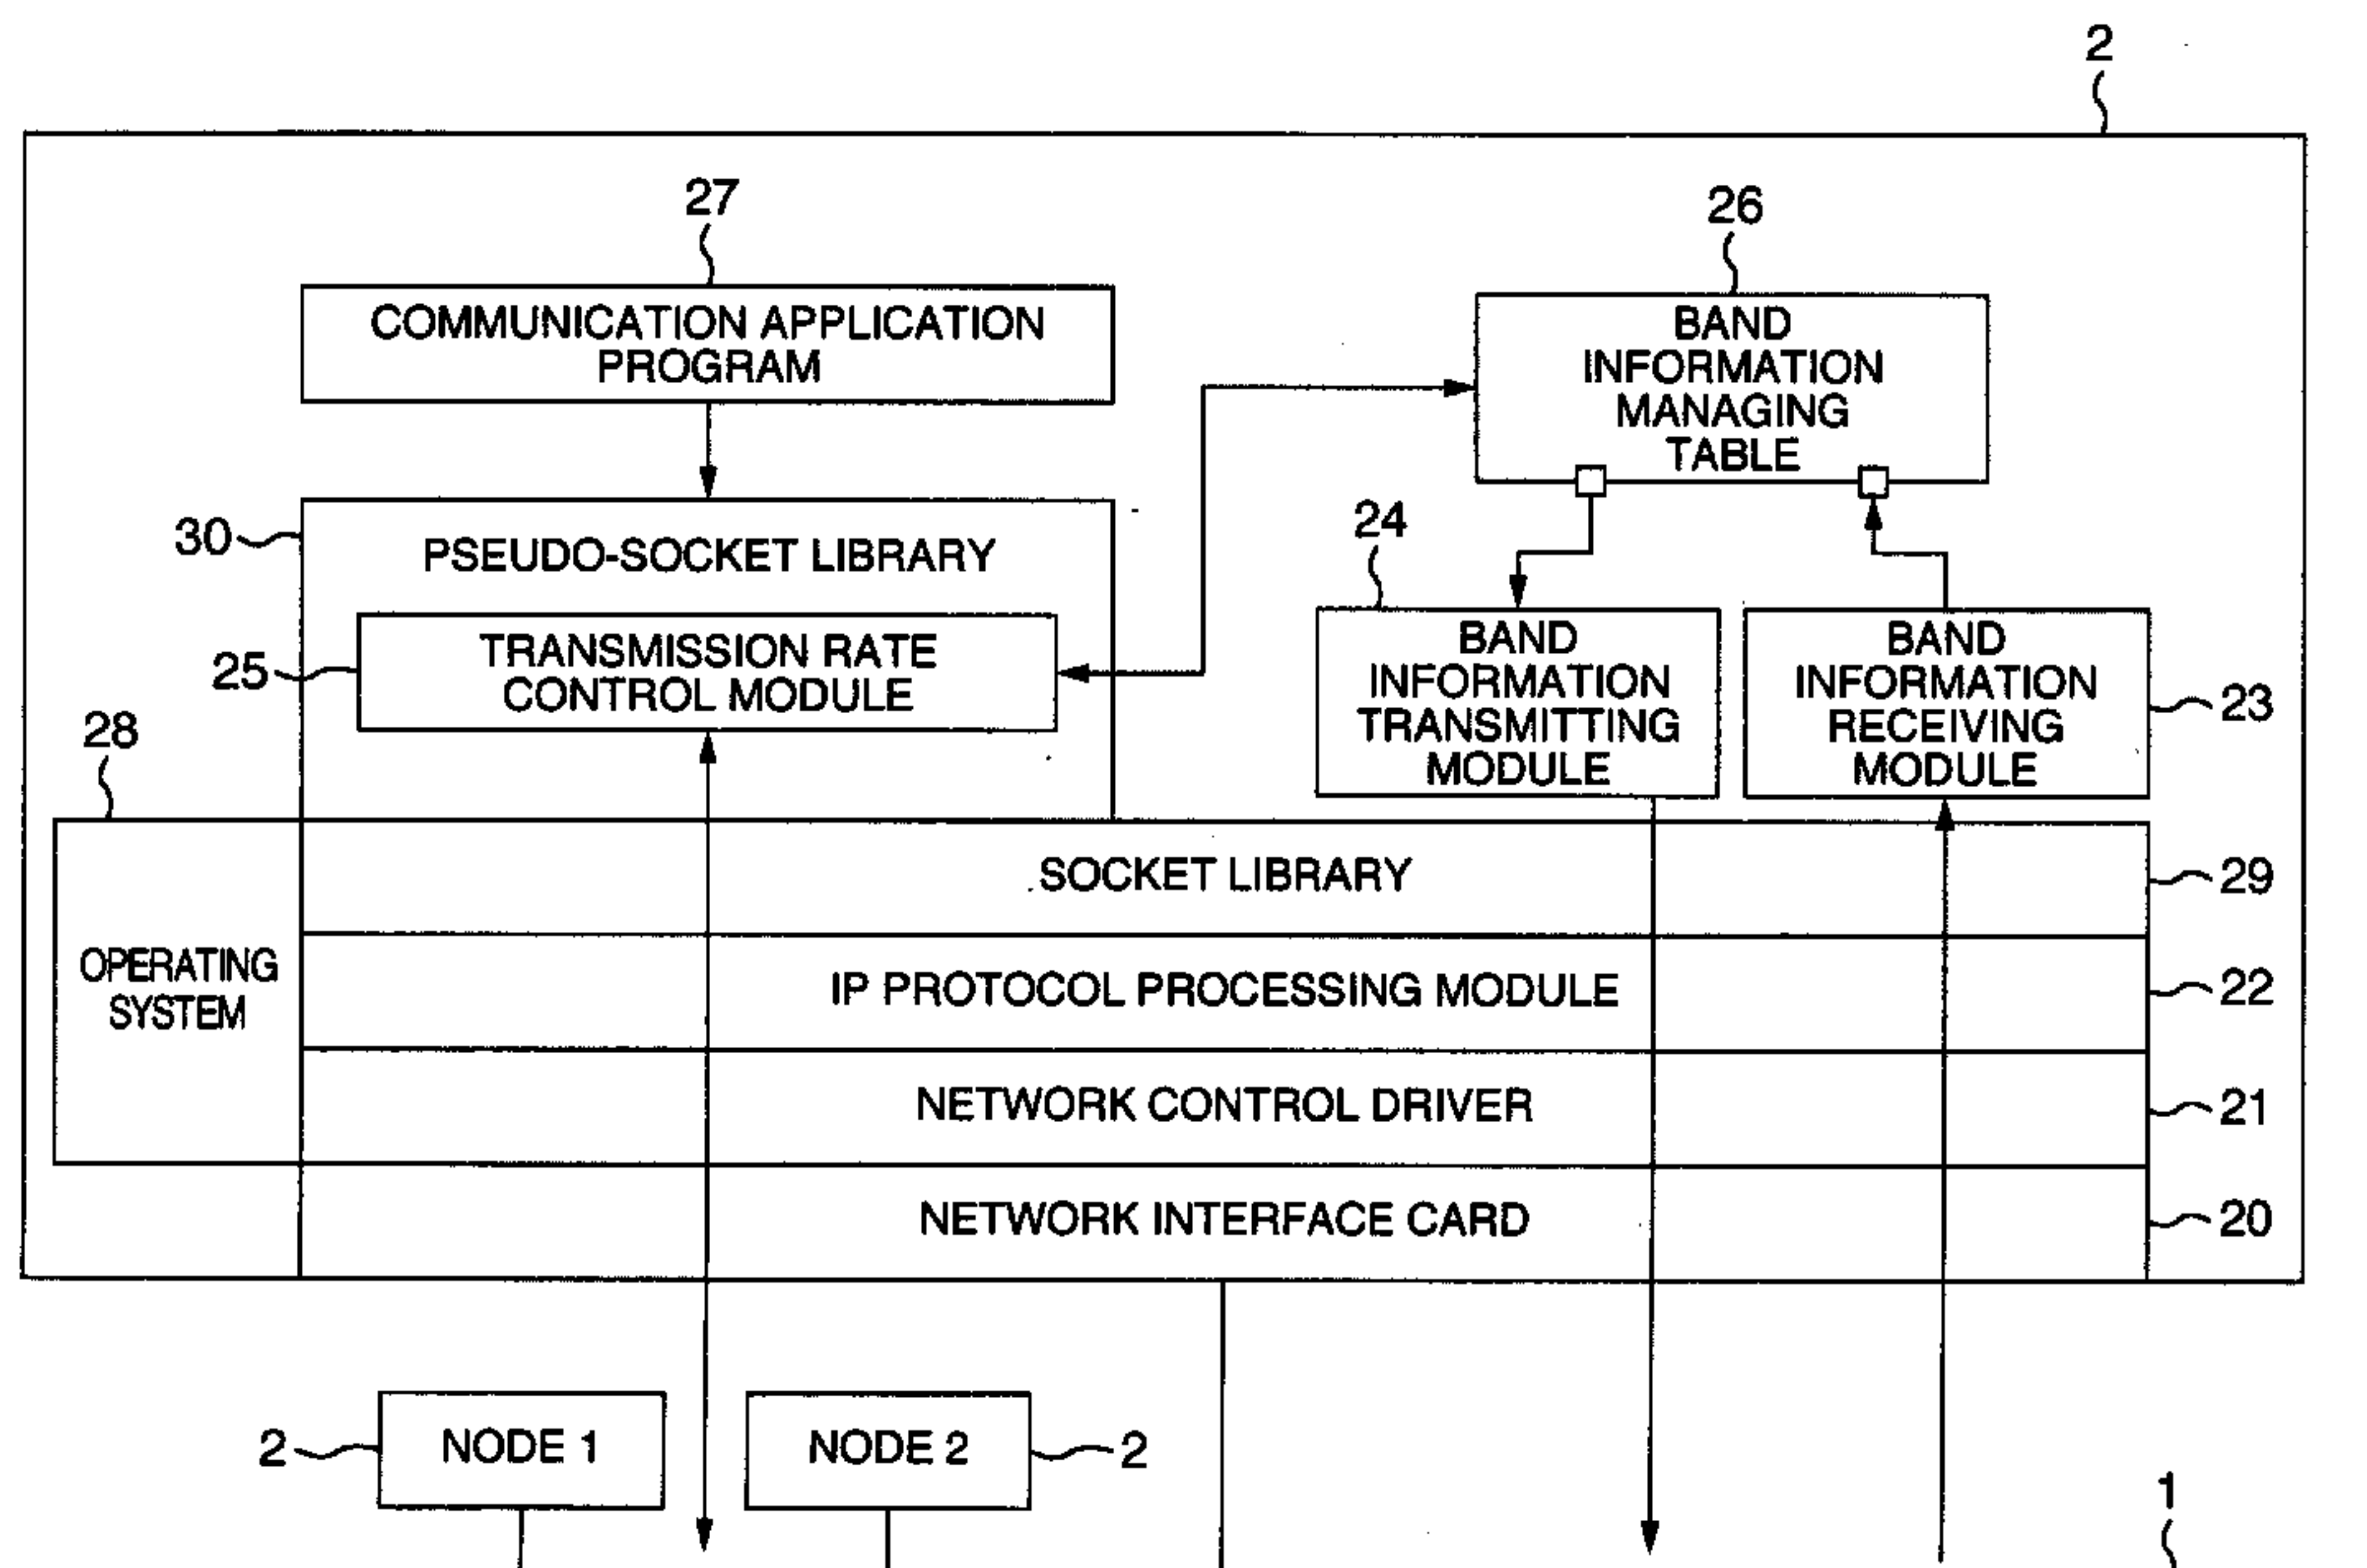 2
27
26
COMMUNICATION APPLICATION
PROGRAM
BAND
INFORMATION
MANAGING
TABLE
30
PSEUDO-SOCKET LIBRARY
24
25
TRANSMISSION RATE
CONTROL MODULE
BAND
INFORMATION
TRANSMITTING
MODULE
BAND
INFORMATION
RECEIVING
MODULE
23
28
SOCKET LIBRARY
29
OPERATING
SYSTEM
IP PROTOCOL PROCESSING MODULE
22
NETWORK CONTROL DRIVER
21
NETWORK INTERFACE CARD
20
2
NODE 1
NODE 2
2
1